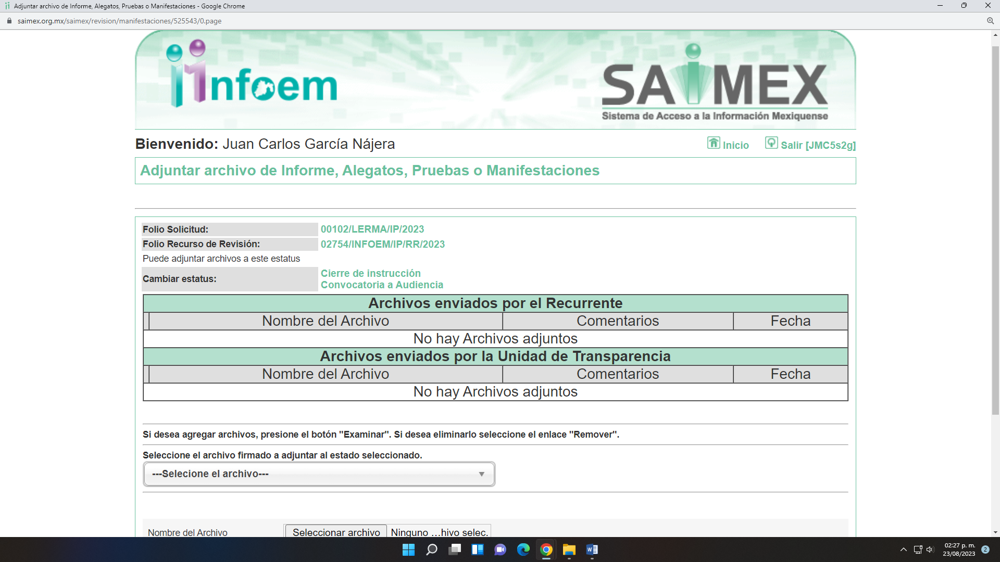 Adjuntar archivo de Informe, Alegatos, Pruebas o Manifestaciones - Google Chrome
saimex.org.mx/saimex/revision/manifestaciones/525543/0.page
infoem
SAIMEX
Sistema de Acceso a la Información Mexiquense
Bienvenido: Juan Carlos García Nájera
Inicio
Salir [JMC5s2g]
Adjuntar archivo de Informe, Alegatos, Pruebas o Manifestaciones
Folio Solicitud: 00102/LERMA/IP/2023
Folio Recurso de Revisión: 02754/INFOEM/IP/RR/2023
Puede adjuntar archivos a este estatus
Cambiar estatus: Cierre de instrucción
Convocatoria a Audiencia
Archivos enviados por el Recurrente
Nombre del Archivo Comentarios Fecha
No hay Archivos adjuntos
Archivos enviados por la Unidad de Transparencia
Nombre del Archivo Comentarios Fecha
No hay Archivos adjuntos
Si desea agregar archivos, presione el botón "Examinar". Si desea eliminarlo seleccione el enlace "Remover".
Seleccione el archivo firmado a adjuntar al estado seleccionado.
---Selecione el archivo---
Nombre del Archivo Seleccionar archivo Ninguno …hivo selec.
02:27 p. m.
23/08/2023
2